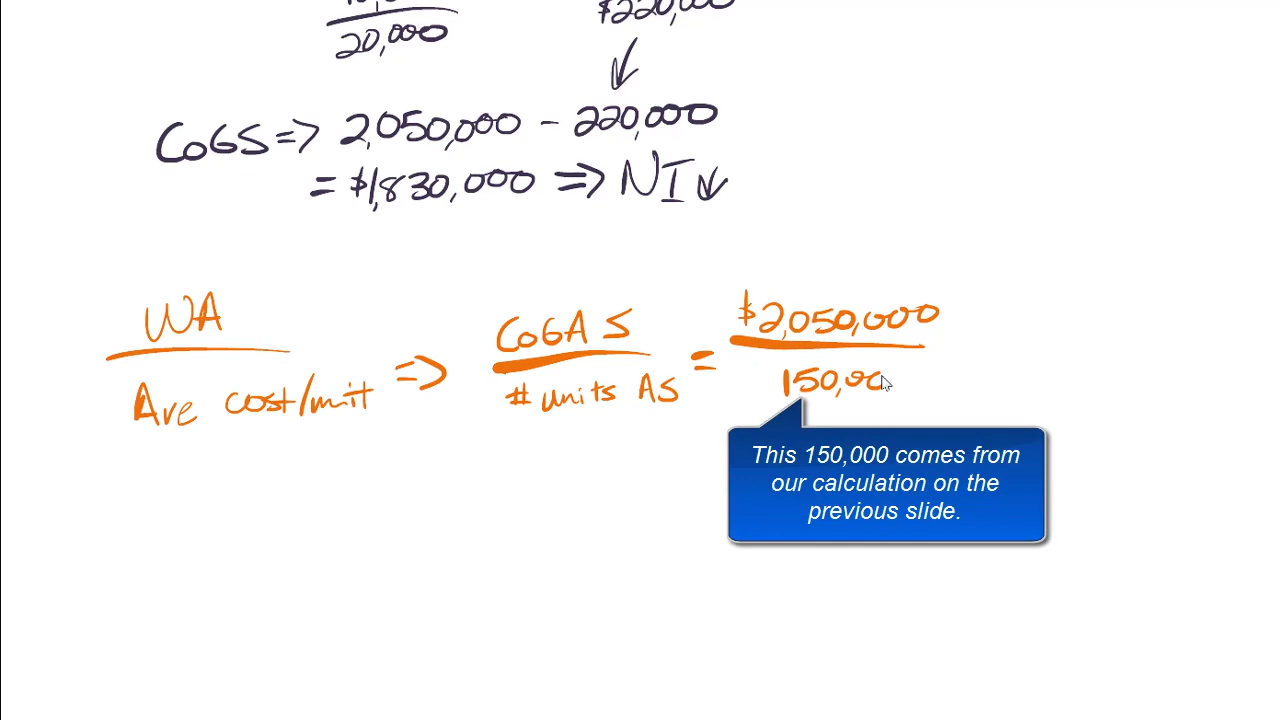 $220,000
20,000
COGS => 2,050,000 - 220,000
= $1,830,000 => NI ↓
WA
Ave cost/unit => COGAS / # units AS = $2,050,000 / 150,00
This 150,000 comes from
our calculation on the
previous slide.